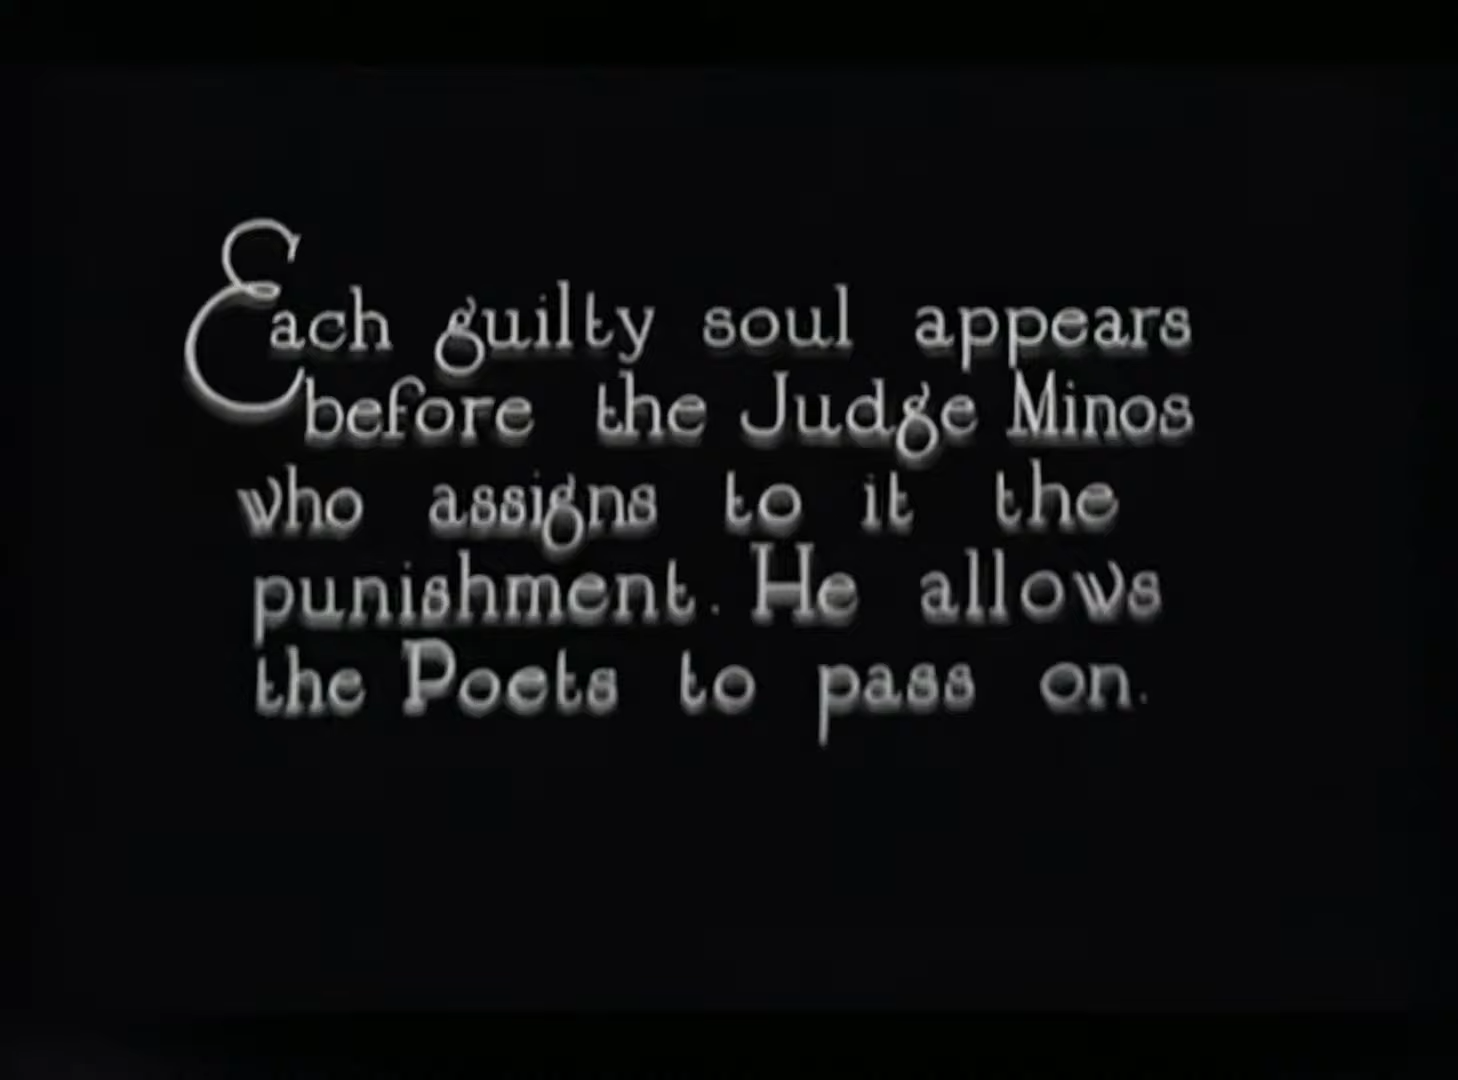 Each guilty soul appears
before the Judge Minos
who assigns to it the
punishment. He allows
the Poets to pass on.